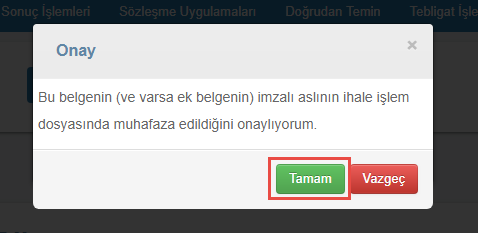 Sonuç İşlemleri Sözleşme Uygulamaları Doğrudan Temin Tebligat İşle
Onay ×
Bu belgenin (ve varsa ek belgenin) imzalı aslının ihale işlem
dosyasında muhafaza edildiğini onaylıyorum.
Tamam Vazgeç